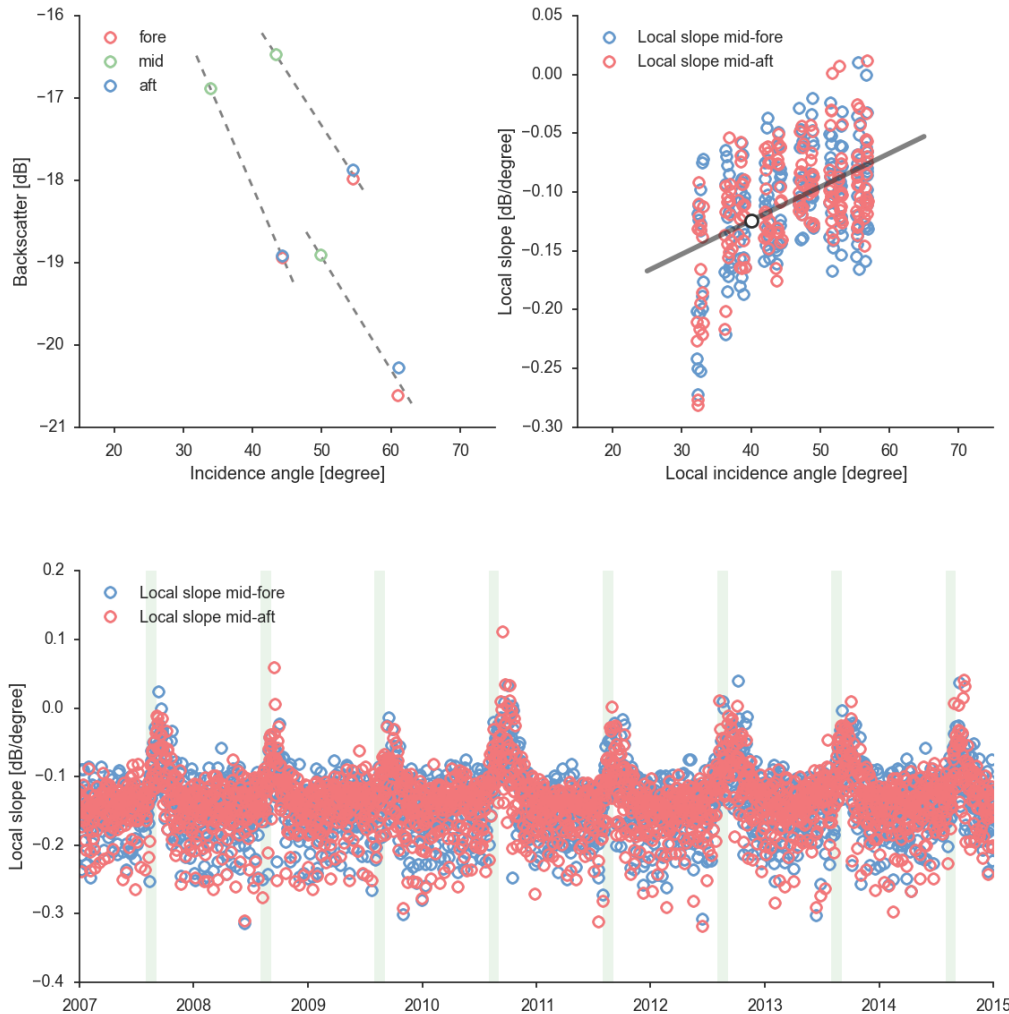 −16
−17
−18
−19
−20
−21
Backscatter [dB]
fore
mid
aft
20 30 40 50 60 70
Incidence angle [degree]
0.05
0.00
−0.05
−0.10
−0.15
−0.20
−0.25
−0.30
Local slope [dB/degree]
Local slope mid-fore
Local slope mid-aft
20 30 40 50 60 70
Local incidence angle [degree]
0.2
0.1
0.0
−0.1
−0.2
−0.3
−0.4
Local slope [dB/degree]
Local slope mid-fore
Local slope mid-aft
2007 2008 2009 2010 2011 2012 2013 2014 2015